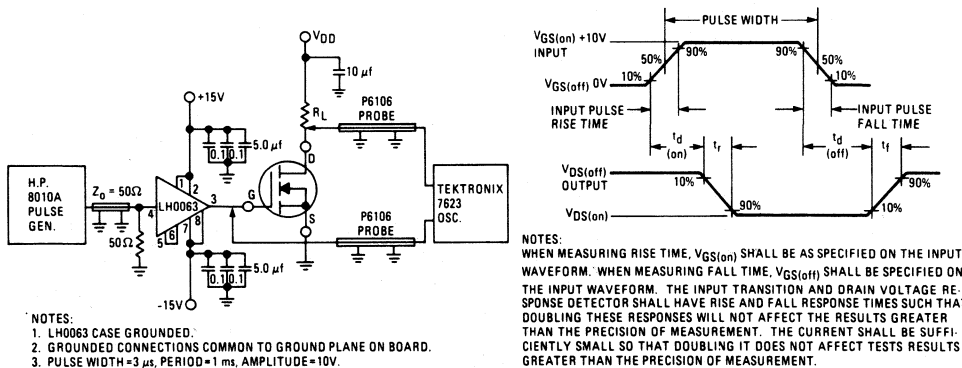 VDD
10 µf
+15V
RL
P6106
PROBE
0.1 0.1 5.0 µf
D
H.P.
8010A
PULSE
GEN.
Z0 = 50Ω
50Ω
1 2
LH0063
4 3
5 6 7 8
G
S
TEKTRONIX
7623
OSC.
P6106
PROBE
0.1 0.1 5.0 µf
-15V
NOTES:
1. LH0063 CASE GROUNDED.
2. GROUNDED CONNECTIONS COMMON TO GROUND PLANE ON BOARD.
3. PULSE WIDTH =3 µs, PERIOD=1 ms, AMPLITUDE=10V.
PULSE WIDTH
VGS(on) +10V
INPUT
90% 90%
50% 50%
10% 10%
VGS(off) 0V
INPUT PULSE
RISE TIME
INPUT PULSE
FALL TIME
td
(on)
tr
td
(off)
tf
VDS(off)
OUTPUT
10% 90%
VDS(on)
90% 10%
NOTES:
WHEN MEASURING RISE TIME, VGS(on) SHALL BE AS SPECIFIED ON THE INPUT
WAVEFORM. WHEN MEASURING FALL TIME, VGS(off) SHALL BE SPECIFIED ON
THE INPUT WAVEFORM. THE INPUT TRANSITION AND DRAIN VOLTAGE RE-
SPONSE DETECTOR SHALL HAVE RISE AND FALL RESPONSE TIMES SUCH THA
DOUBLING THESE RESPONSES WILL NOT AFFECT THE RESULTS GREATER
THAN THE PRECISION OF MEASUREMENT. THE CURRENT SHALL BE SUFFI-
CIENTLY SMALL SO THAT DOUBLING IT DOES NOT AFFECT TESTS RESULTS
GREATER THAN THE PRECISION OF MEASUREMENT.